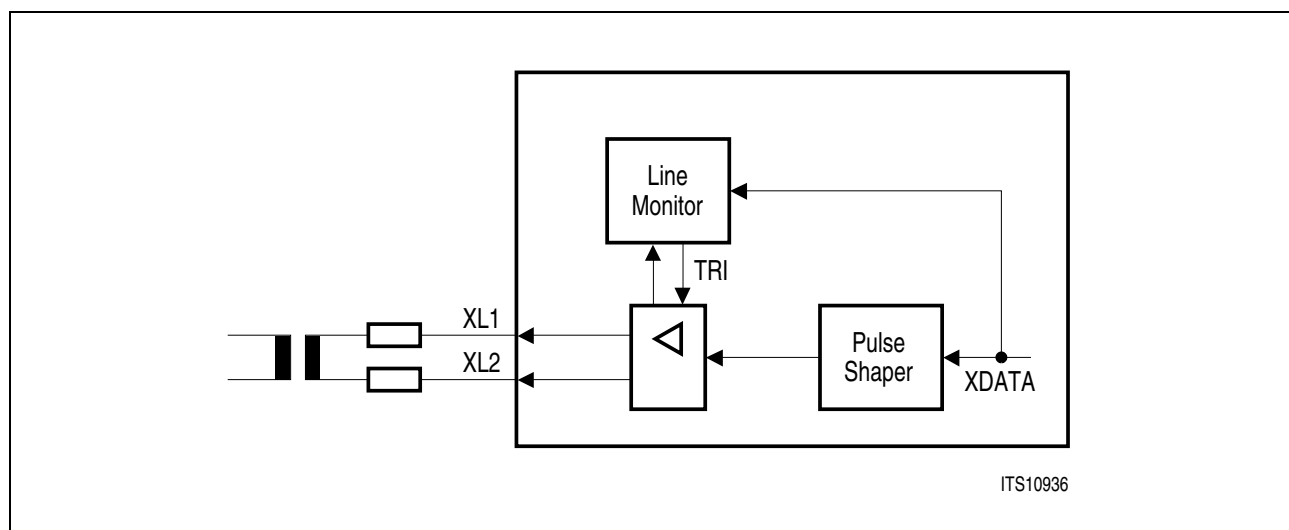 Line
Monitor
TRI
XL1
XL2
Pulse
Shaper
XDATA
ITS10936